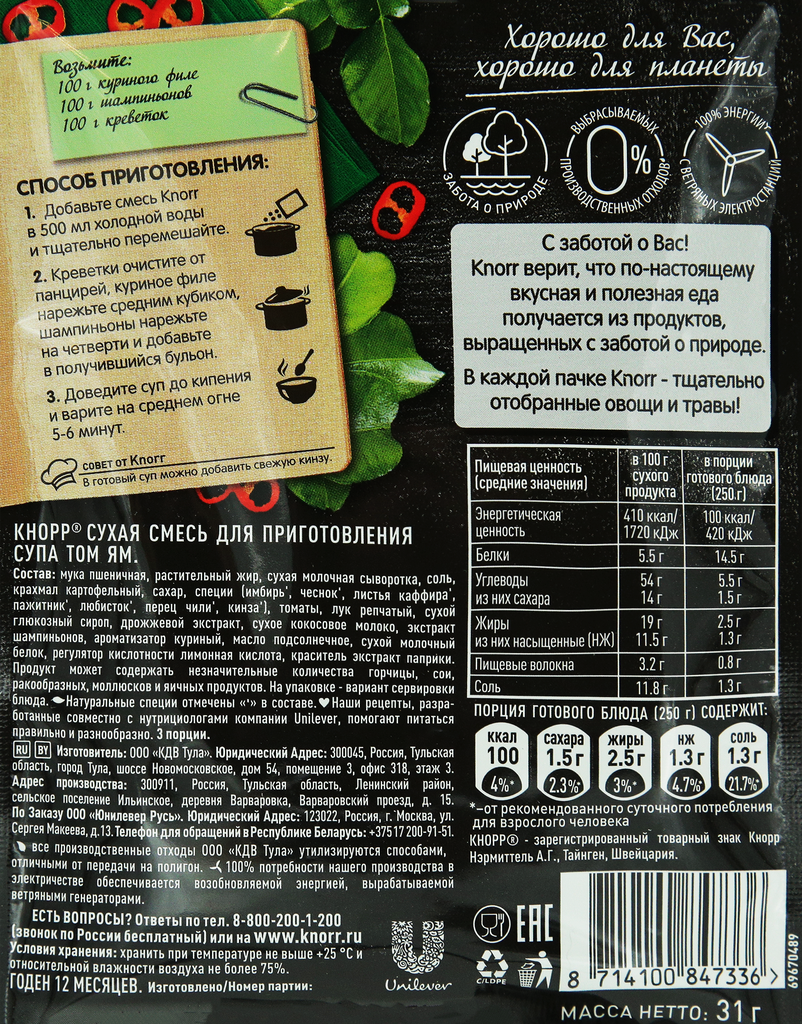 Возьмите:
100 г куриного филе
100 г шампиньонов
100 г креветок
СПОСОБ ПРИГОТОВЛЕНИЯ:
1. Добавьте смесь Knorr
в 500 мл холодной воды
и тщательно перемешайте.
2. Креветки очистите от
панцирей, куриное филе
нарежьте средним кубиком,
шампиньоны нарежьте
на четверти и добавьте
в получившийся бульон.
3. Доведите суп до кипения
и варите на среднем огне
5-6 минут.
СОВЕТ ОТ Knorr
В готовый суп можно добавить свежую кинзу.
Хорошо для Вас,
хорошо для планеты
ЗАБОТА О ПРИРОДЕ
ВЫБРАСЫВАЕМЫХ
0%
ПРОИЗВОДСТВЕННЫХ ОТХОДОВ
100% ЭНЕРГИИ
С ВЕТРЯНЫХ ЭЛЕКТРОСТАНЦИЙ
С заботой о Вас!
Knorr верит, что по-настоящему
вкусная и полезная еда
получается из продуктов,
выращенных с заботой о природе.
В каждой пачке Knorr - тщательно
отобранные овощи и травы!
Пищевая ценность (средние значения) в 100 г сухого продукта в порции готового блюда (250.г)
Энергетическая ценность 410 ккал/ 1720 кДж 100 ккал/ 420 кДж
Белки 5.5 г 14.5 г
Углеводы 54 г 5.5 г
из них сахара 14 г 1.5 г
Жиры 19 г 2.5 г
из них насыщенные (НЖ) 11.5 г 1.3 г
Пищевые волокна 3.2 г 0.8 г
Соль 11.8 г 1.3 г
ПОРЦИЯ ГОТОВОГО БЛЮДА (250 г) СОДЕРЖИТ:
ккал сахара жиры нж соль
100 1.5г 2.5г 1.3г 1.3г
4%* 2.3%* 3%* 4.7%* 21.7%*
*-от рекомендованного суточного потребления
для взрослого человека
КНОРР® - зарегистрированный товарный знак Кнорр
Нэрмиттель А.Г., Тайнген, Швейцария.
КНОРР® СУХАЯ СМЕСЬ ДЛЯ ПРИГОТОВЛЕНИЯ
СУПА ТОМ ЯМ.
Состав: мука пшеничная, растительный жир, сухая молочная сыворотка, соль,
крахмал картофельный, сахар, специи (имбирь', чеснок', листья каффира',
пажитник', любисток', перец чили', кинза'), томаты, лук репчатый, сухой
глюкозный сироп, дрожжевой экстракт, сухое кокосовое молоко, экстракт
шампиньонов, ароматизатор куриный, масло подсолнечное, сухой молочный
белок, регулятор кислотности лимонная кислота, краситель экстракт паприки.
Продукт может содержать незначительные количества горчицы, сои,
ракообразных, моллюсков и яичных продуктов. На упаковке - вариант сервировки
блюда. Натуральные специи отмечены «'» в составе. Наши рецепты, разра-
ботанные совместно с нутрициологами компании Unilever, помогают питаться
правильно и разнообразно. 3 порции.
RU BY Изготовитель: ООО «КДВ Тула». Юридический Адрес: 300045, Россия, Тульская
область, город Тула, шоссе Новомосковское, дом 54, помещение 3, офис 318, этаж 3.
Адрес производства: 300911, Россия, Тульская область, Ленинский район,
сельское поселение Ильинское, деревня Варваровка, Варваровский проезд, д. 15.
По Заказу ООО «Юнилевер Русь». Юридический Адрес: 123022, Россия, г. Москва, ул.
Сергея Макеева, д.13. Телефон для обращений в Республике Беларусь: +375 17 200-91-51.
все производственные отходы ООО «КДВ Тула» утилизируются способами,
отличными от передачи на полигон. 100% потребности нашего производства в
электричестве обеспечивается возобновляемой энергией, вырабатываемой
ветряными генераторами.
ЕСТЬ ВОПРОСЫ? Ответы по тел. 8-800-200-1-200
(звонок по России бесплатный) или на www.knorr.ru
Условия хранения: хранить при температуре не выше +25 °C и
относительной влажности воздуха не более 75%.
ГОДЕН 12 МЕСЯЦЕВ. Изготовлено/Номер партии:
Unilever
EAC
C/LDPE
8 714100 847336 >
69670489
МАССА НЕТТО: 31 г